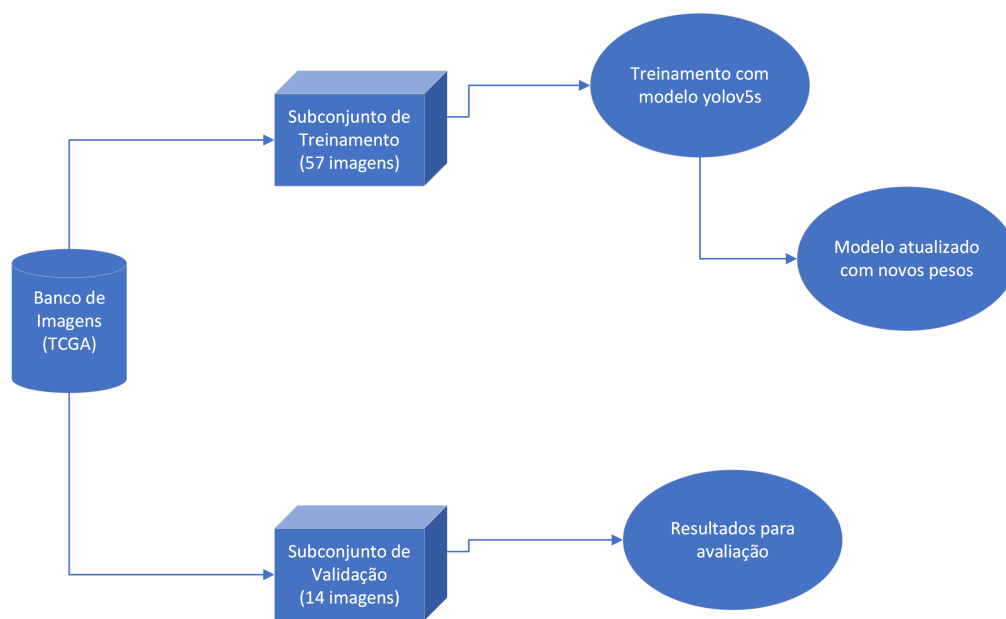 Treinamento com
modelo yolov5s
Subconjunto de
Treinamento
(57 imagens)
Modelo atualizado
com novos pesos
Banco de
Imagens
(TCGA)
Subconjunto de
Validação
(14 imagens)
Resultados para
avaliação